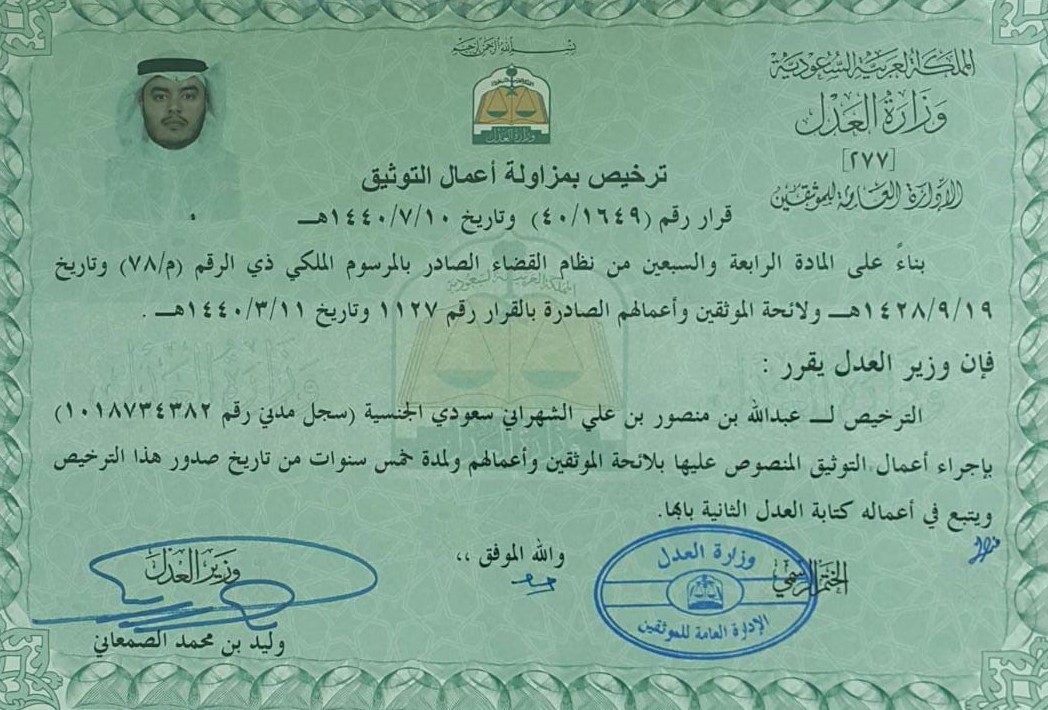 بسم الله الرحمن الرحيم
المملكة العربية السعودية
وزارة العدل
[٢٧٧]
الإدارة العامة للموثقين
وزارة العدل
ترخيص بمزاولة أعمال التوثيق
قرار رقم (٤٠/١٦٤٩) وتاريخ ١٤٤٠/٧/١٠هـ
بناءً على المادة الرابعة والسبعين من نظام القضاء الصادر بالمرسوم الملكي ذي الرقم (م/٧٨) وتاريخ
١٤٢٨/٩/١٩هـ ولائحة الموثقين وأعمالهم الصادرة بالقرار رقم ١١٢٧ وتاريخ ١٤٤٠/٣/١١هـ .
فإن وزير العدل يقرر :
الترخيص لـ عبدالله بن منصور بن علي الشهراني سعودي الجنسية (سجل مدني رقم ١٠١٨٧٣٤٣٨٢)
بإجراء أعمال التوثيق المنصوص عليها بلائحة الموثقين وأعمالهم ولمدة خمس سنوات من تاريخ صدور هذا الترخيص
ويتبع في أعماله كتابة العدل الثانية بابها.
والله الموفق ،،
الختم الرسمي
وزارة العدل
الإدارة العامة للموثقين
وزير العدل
وليد بن محمد الصمعاني